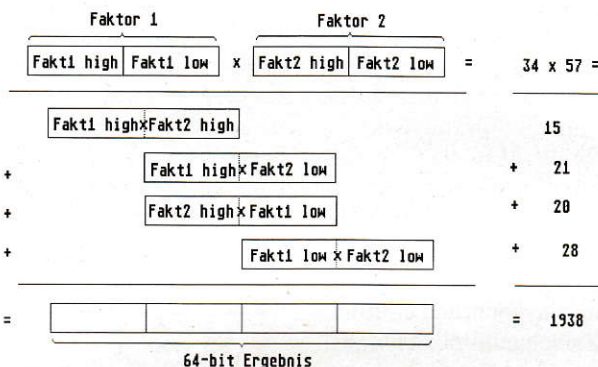 Faktor 1 Faktor 2
Fakt1 high Fakt1 low x Fakt2 high Fakt2 low = 34 x 57 =
Fakt1 high x Fakt2 high 15
+ Fakt1 high x Fakt2 low + 21
+ Fakt2 high x Fakt1 low + 20
+ Fakt1 low x Fakt2 low + 28
= = 1938
64-bit Ergebnis